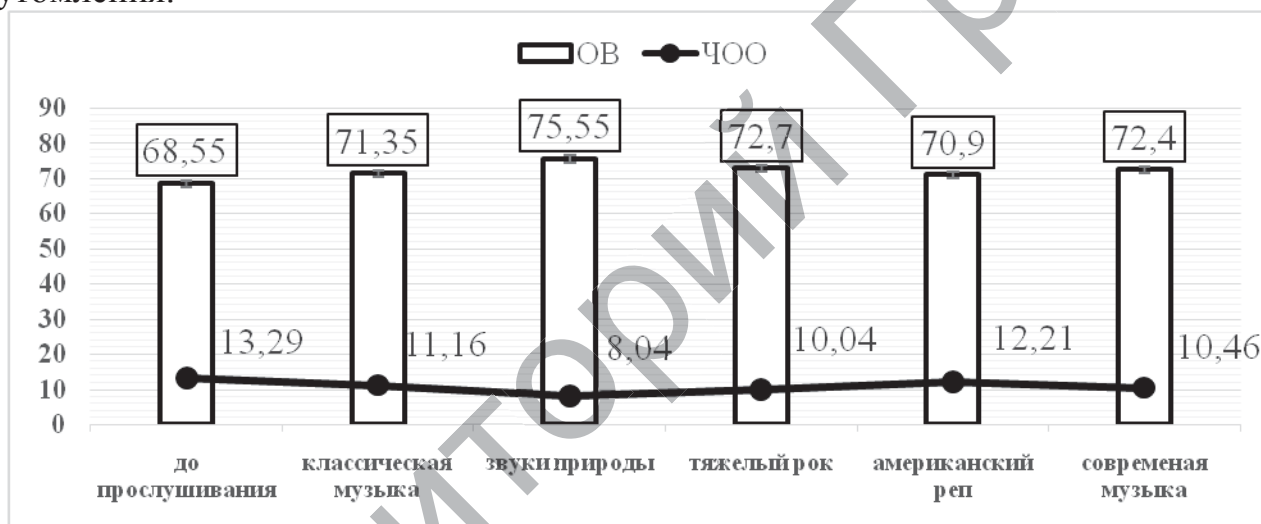 утомления.
ОВ ЧОО
90
80
70
60
50
40
30
20
10
0
68,55
71,35
75,55
72,7
70,9
72,4
13,29
11,16
8,04
10,04
12,21
10,46
до прослушивания
классическая музыка
звуки природы
тяжелый рок
американский реп
современая музыка